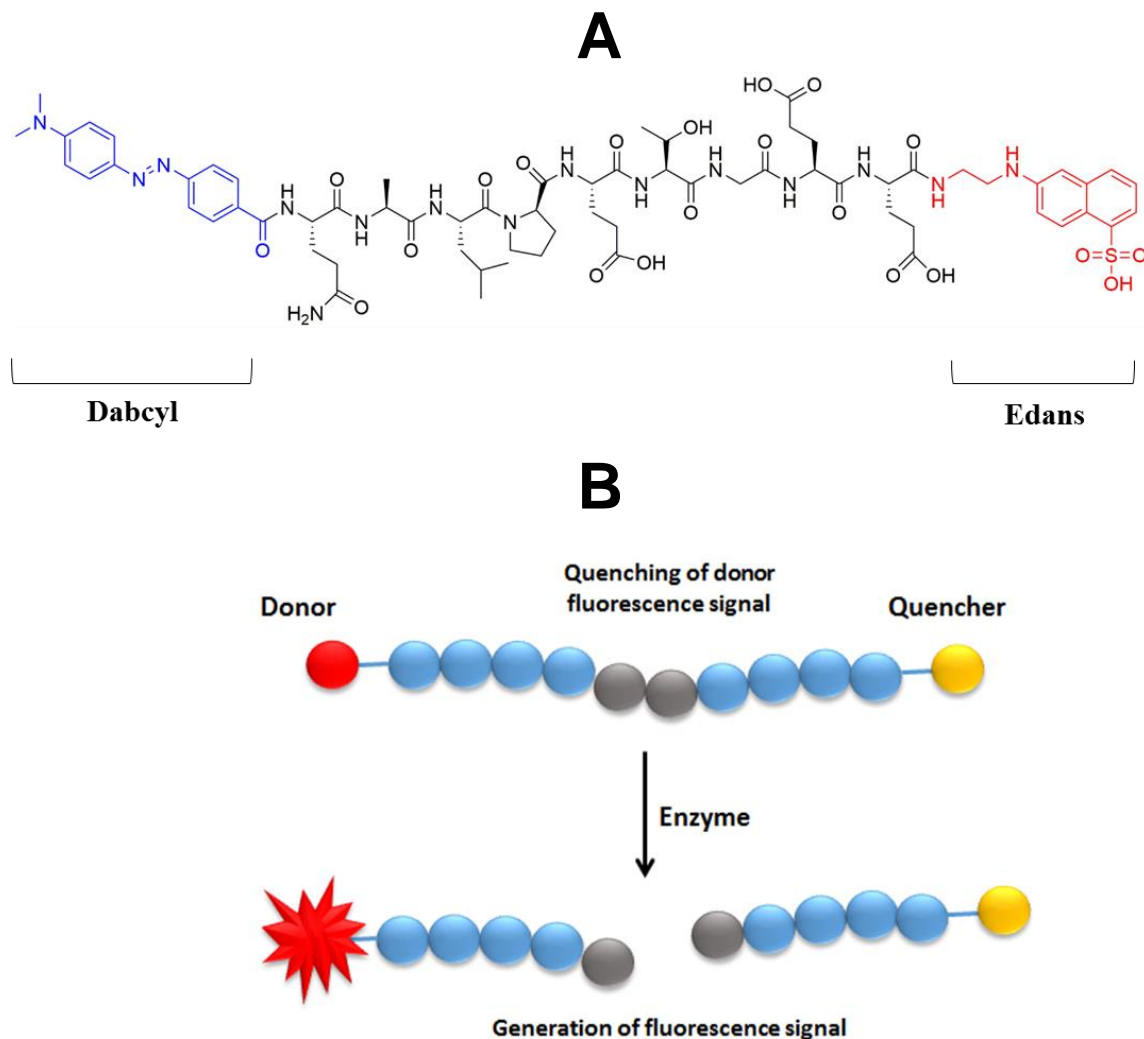 A
N
N
N
O
H
N
O
H₂N
O
N
H
O
H
N
O
N
O
H
N
O
OH
O
N
H
OH
O
H
N
O
N
H
HO
O
O
H
N
O
OH
O
N
H
H
N
O=S=O
OH
Dabcyl
Edans
B
Quenching of donor
fluorescence signal
Donor
Quencher
Enzyme
Generation of fluorescence signal